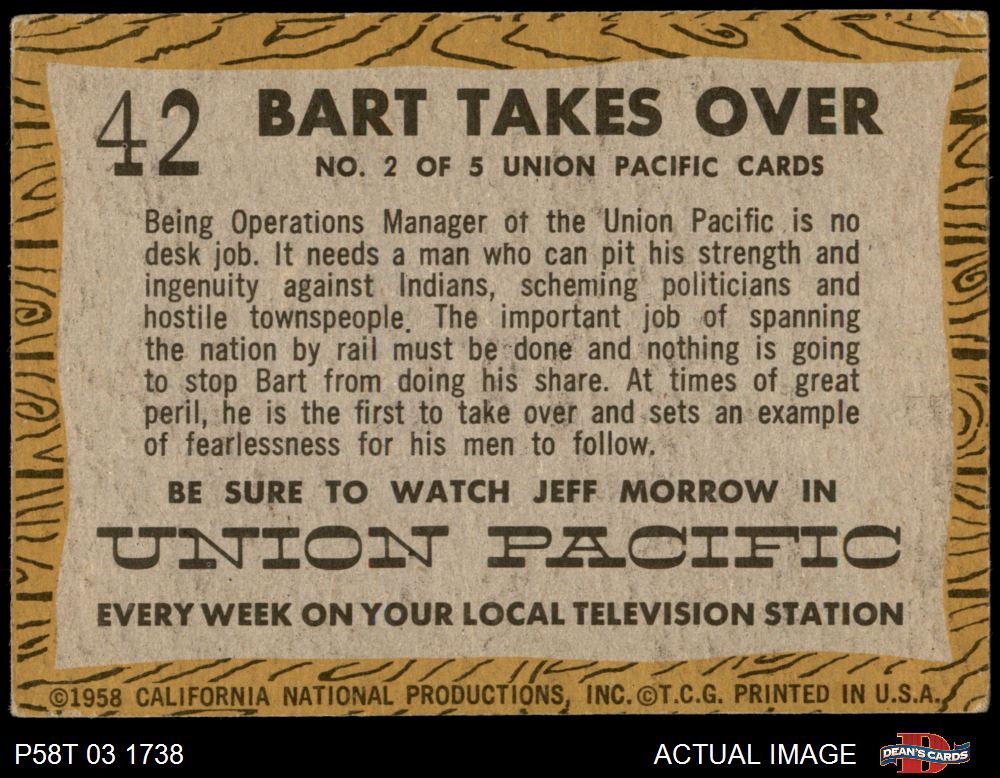 42
BART TAKES OVER
NO. 2 OF 5 UNION PACIFIC CARDS
Being Operations Manager of the Union Pacific is no
desk job. It needs a man who can pit his strength and
ingenuity against Indians, scheming politicians and
hostile townspeople. The important job of spanning
the nation by rail must be done and nothing is going
to stop Bart from doing his share. At times of great
peril, he is the first to take over and sets an example
of fearlessness for his men to follow.
BE SURE TO WATCH JEFF MORROW IN
UNION PACIFIC
EVERY WEEK ON YOUR LOCAL TELEVISION STATION
©1958 CALIFORNIA NATIONAL PRODUCTIONS, INC. ©T.C.G. PRINTED IN U.S.A.
P58T 03 1738
ACTUAL IMAGE
DEAN'S CARDS